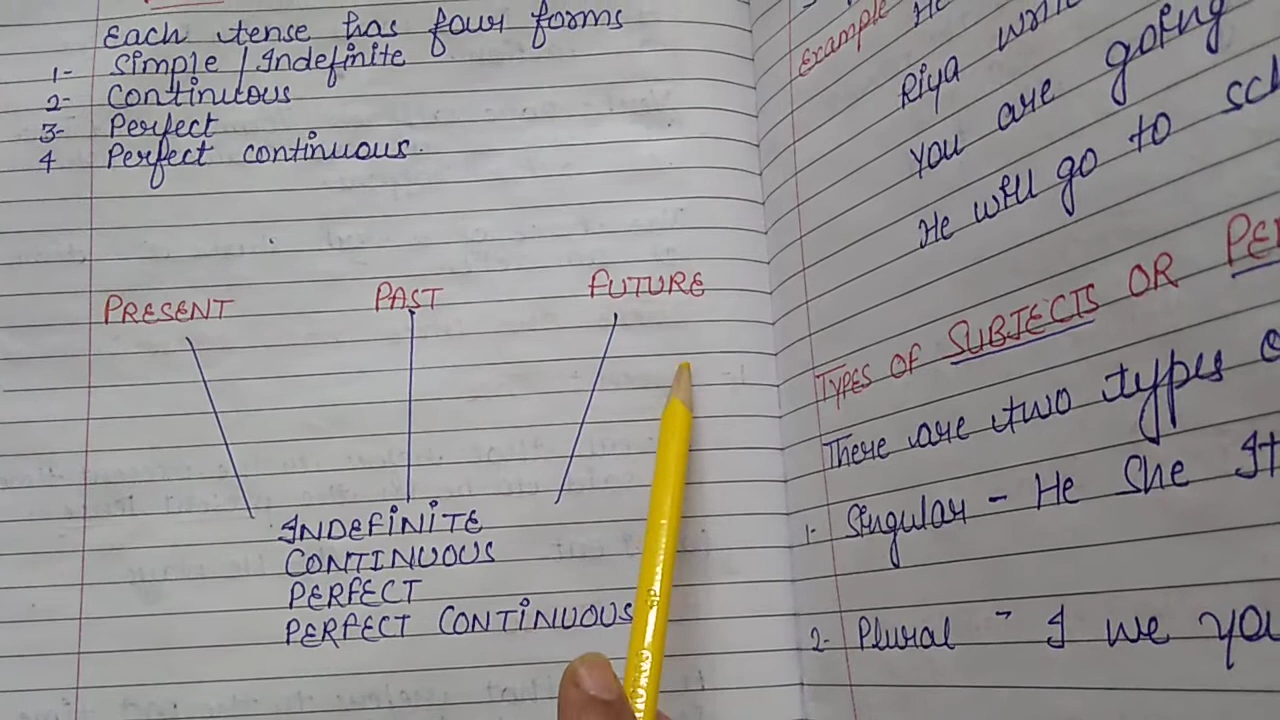 Each tense has four forms
1- Simple / Indefinite
2- Continuous
3- Perfect
4 Perfect continuous.
PRESENT PAST FUTURE
INDEFINITE
CONTINUOUS
PERFECT
PERFECT CONTINUOUS
Example He
Riya
You are going
He will go to
TYPES OF SUBJECTS OR
There are two types
1- Singular - He She It
2- Plural - I we